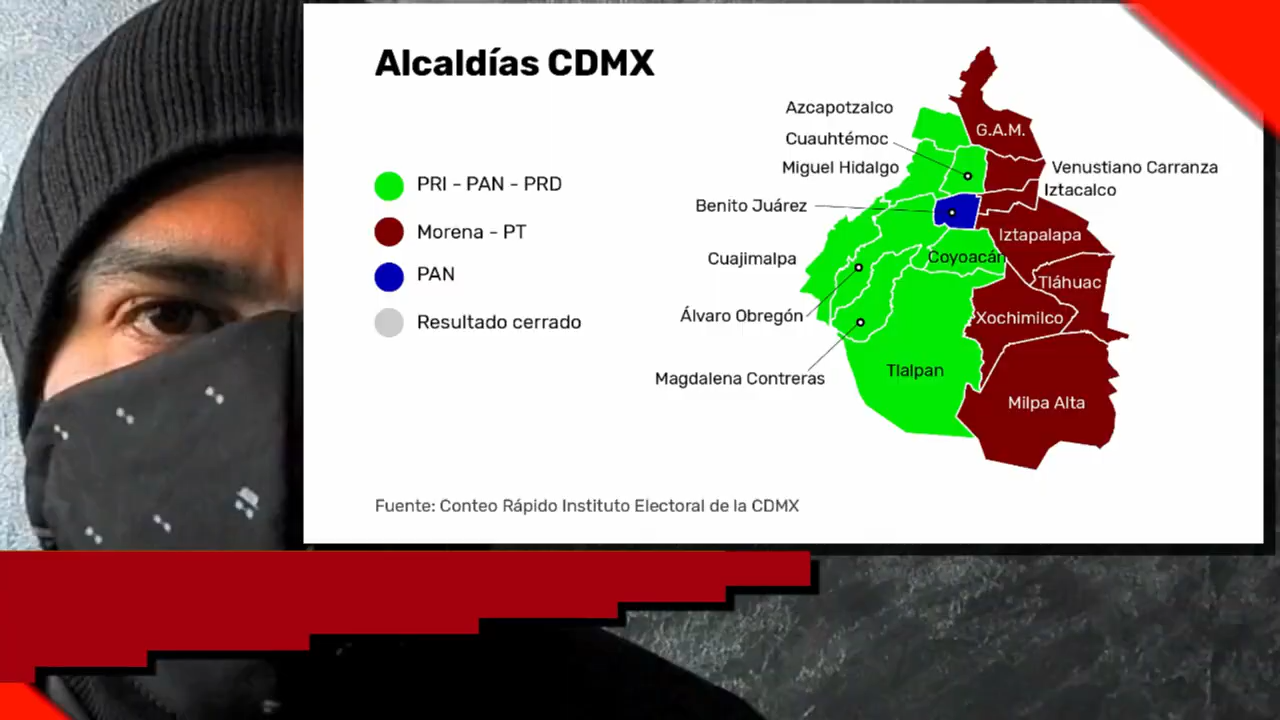 Alcaldías CDMX
PRI - PAN - PRD
Morena - PT
PAN
Resultado cerrado
Azcapotzalco
Cuauhtémoc
Miguel Hidalgo
Benito Juárez
Cuajimalpa
Álvaro Obregón
Magdalena Contreras
G.A.M.
Venustiano Carranza
Iztacalco
Iztapalapa
Coyoacán
Tláhuac
Xochimilco
Tlalpan
Milpa Alta
Fuente: Conteo Rápido Instituto Electoral de la CDMX